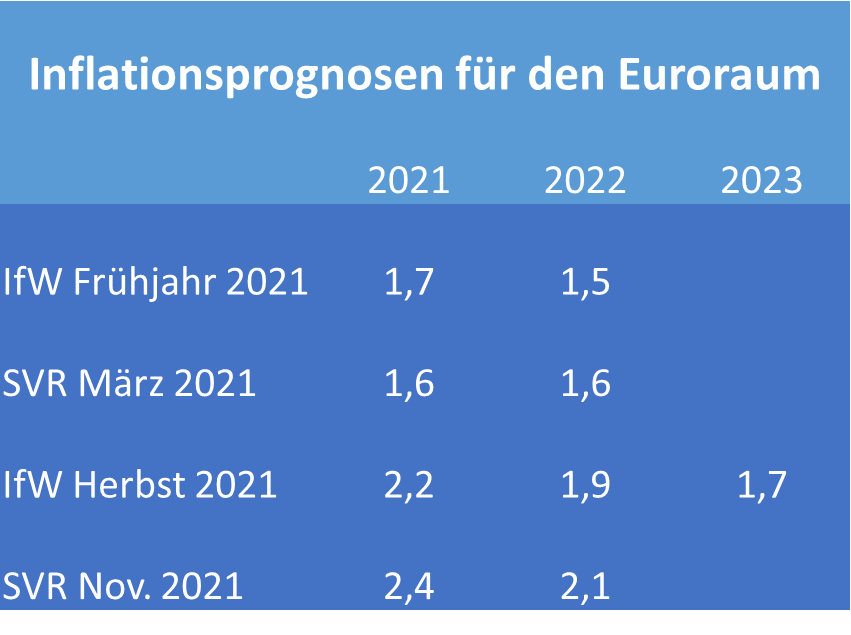 Inflationsprognosen für den Euroraum
2021 2022 2023
IfW Frühjahr 2021 1,7 1,5
SVR März 2021 1,6 1,6
IfW Herbst 2021 2,2 1,9 1,7
SVR Nov. 2021 2,4 2,1